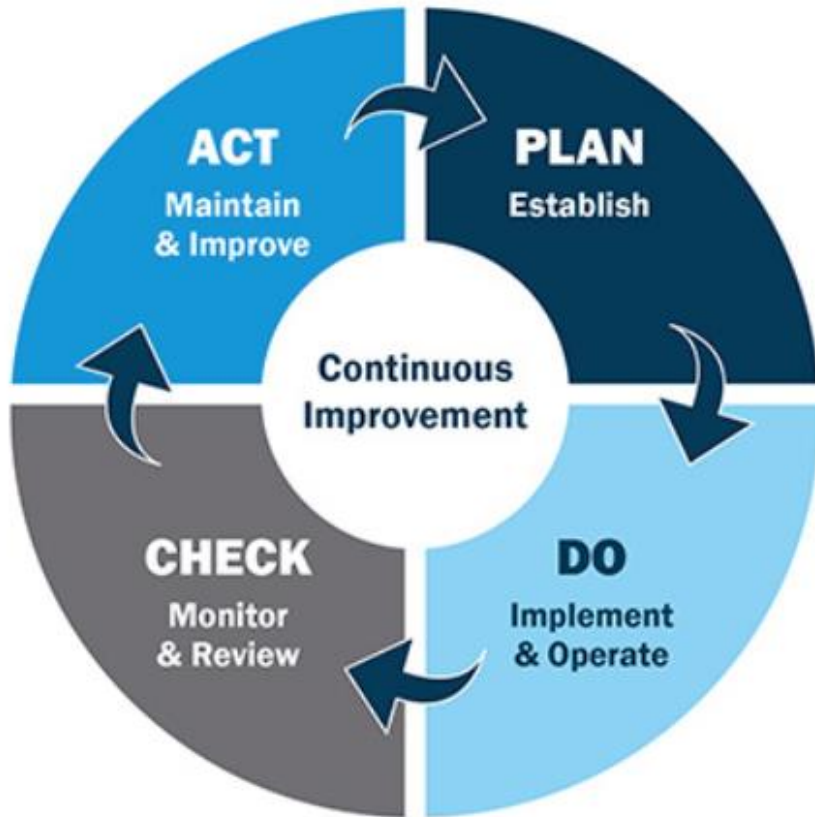 ACT
Maintain
& Improve
PLAN
Establish
Continuous
Improvement
CHECK
Monitor
& Review
DO
Implement
& Operate